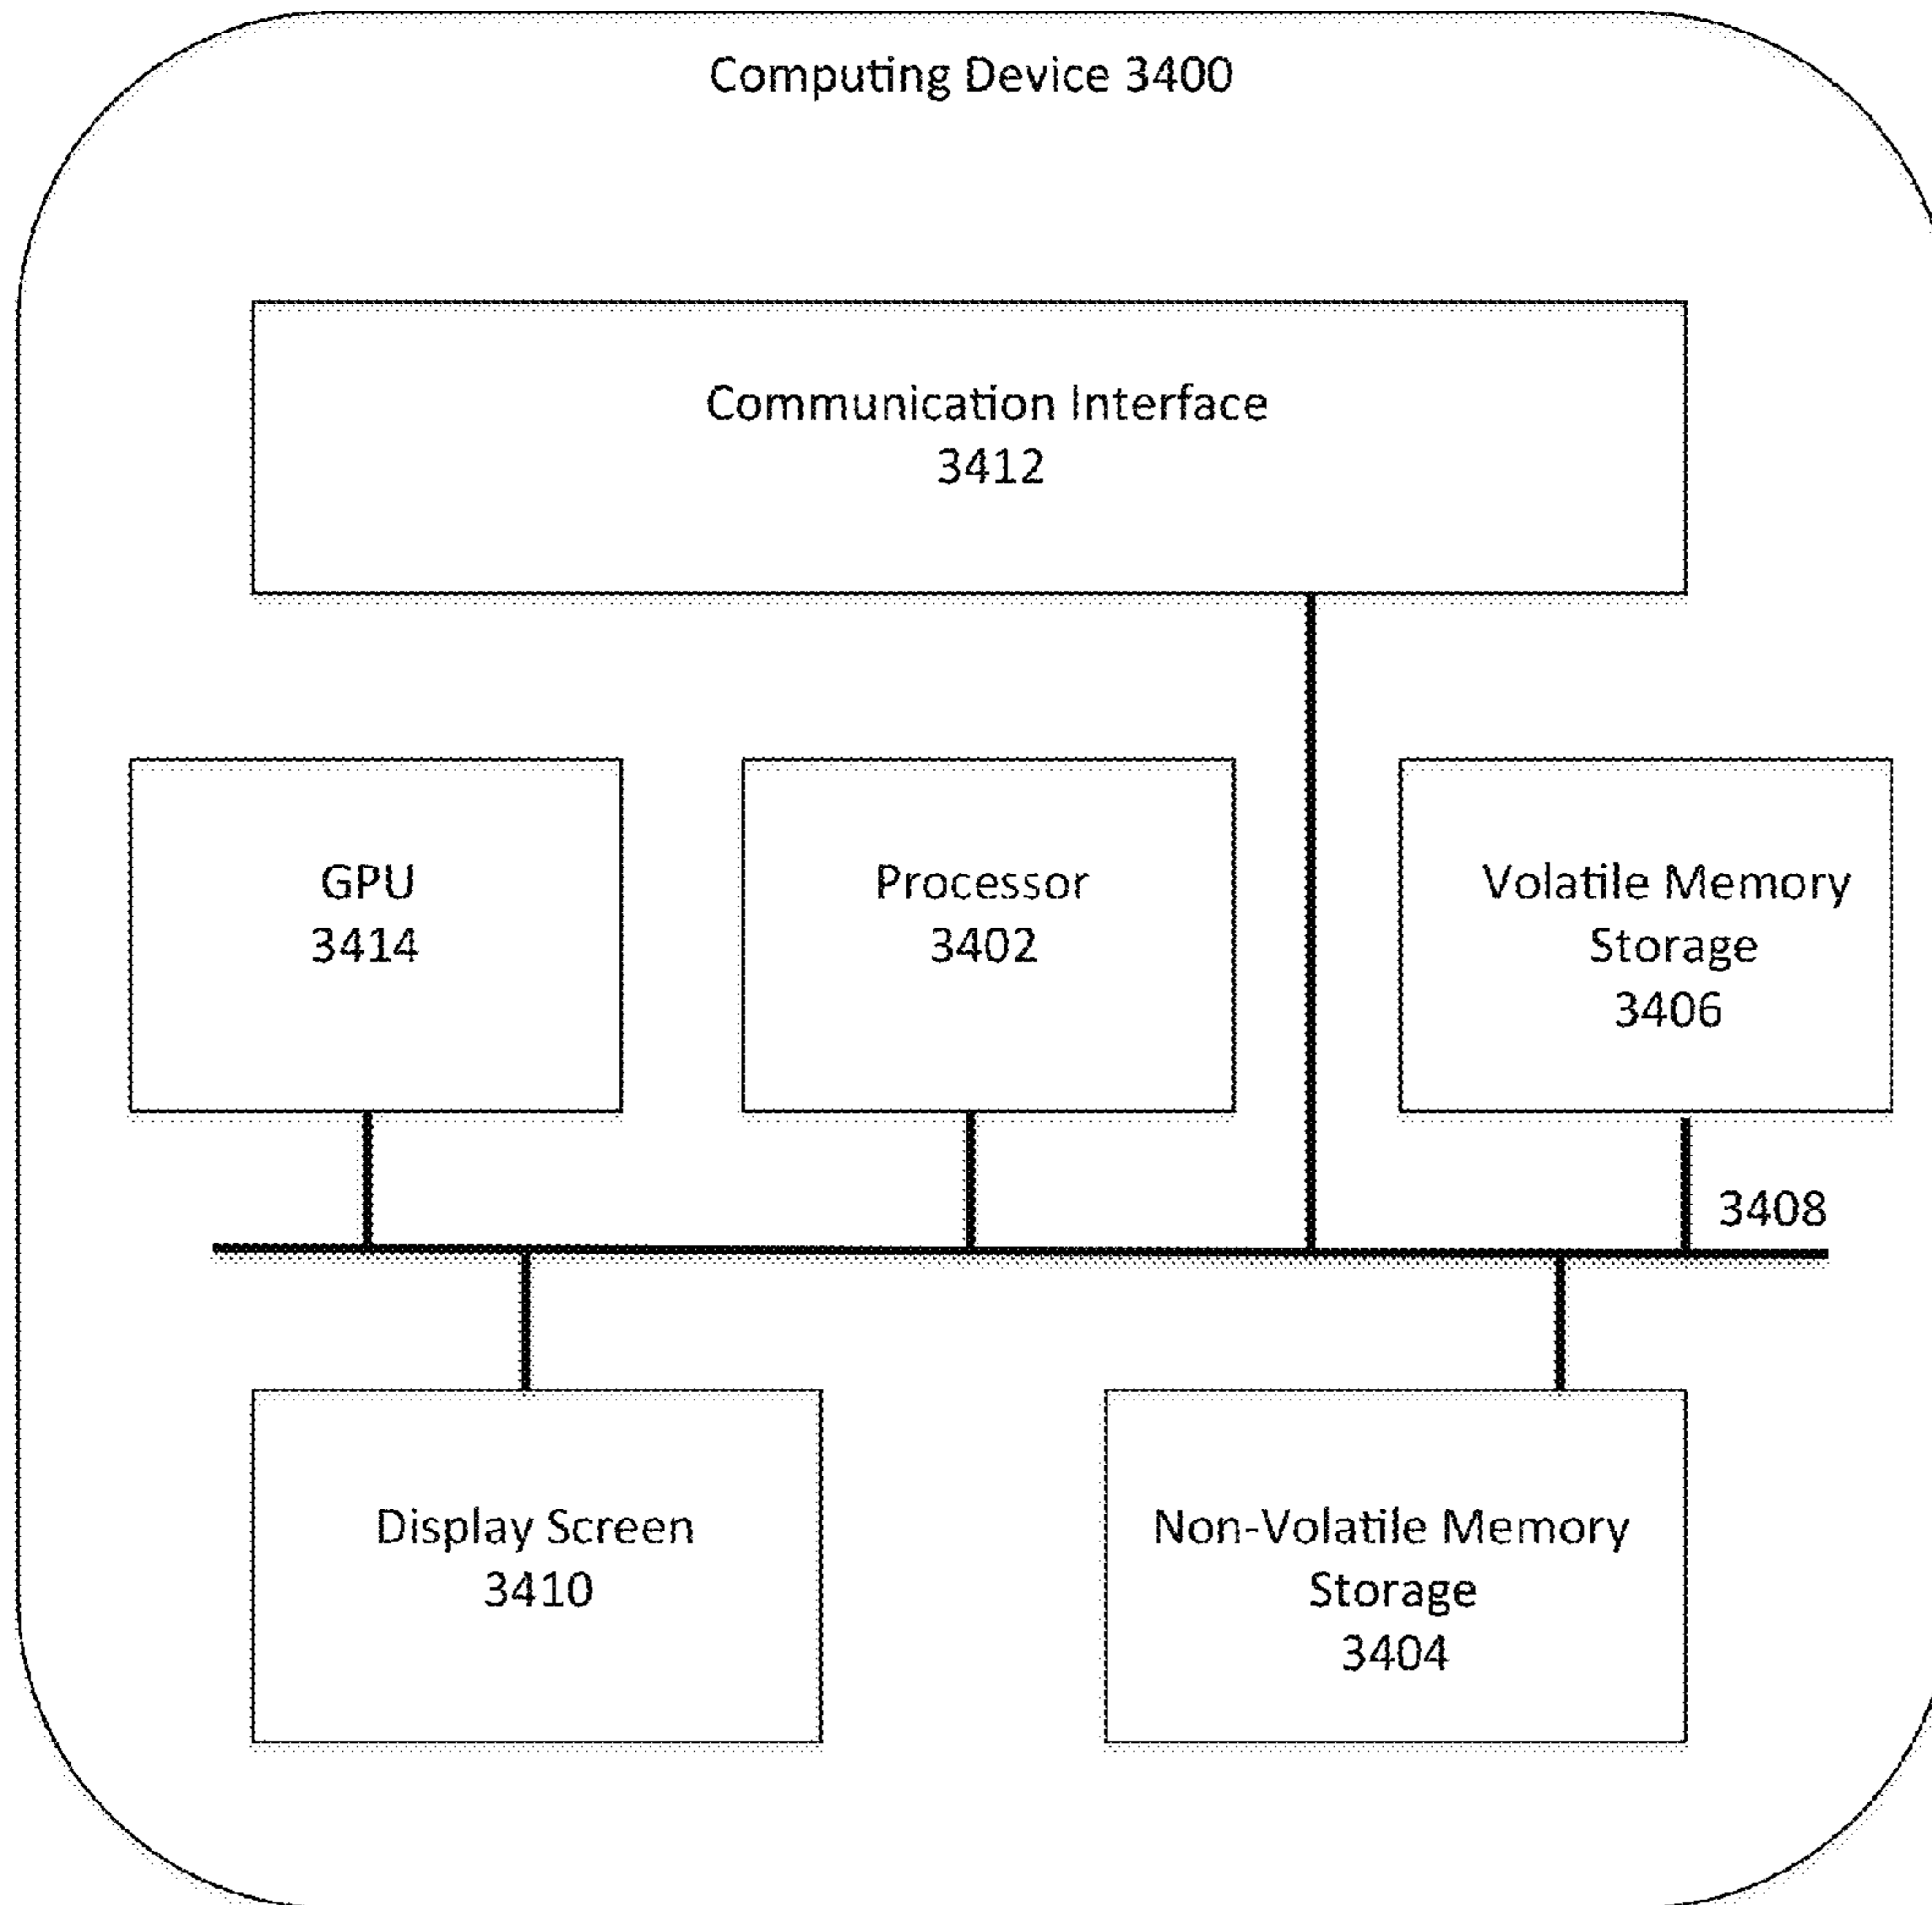 Computing Device 3400
Communication Interface
3412
GPU
3414
Processor
3402
Volatile Memory
Storage
3406
3408
Display Screen
3410
Non-Volatile Memory
Storage
3404